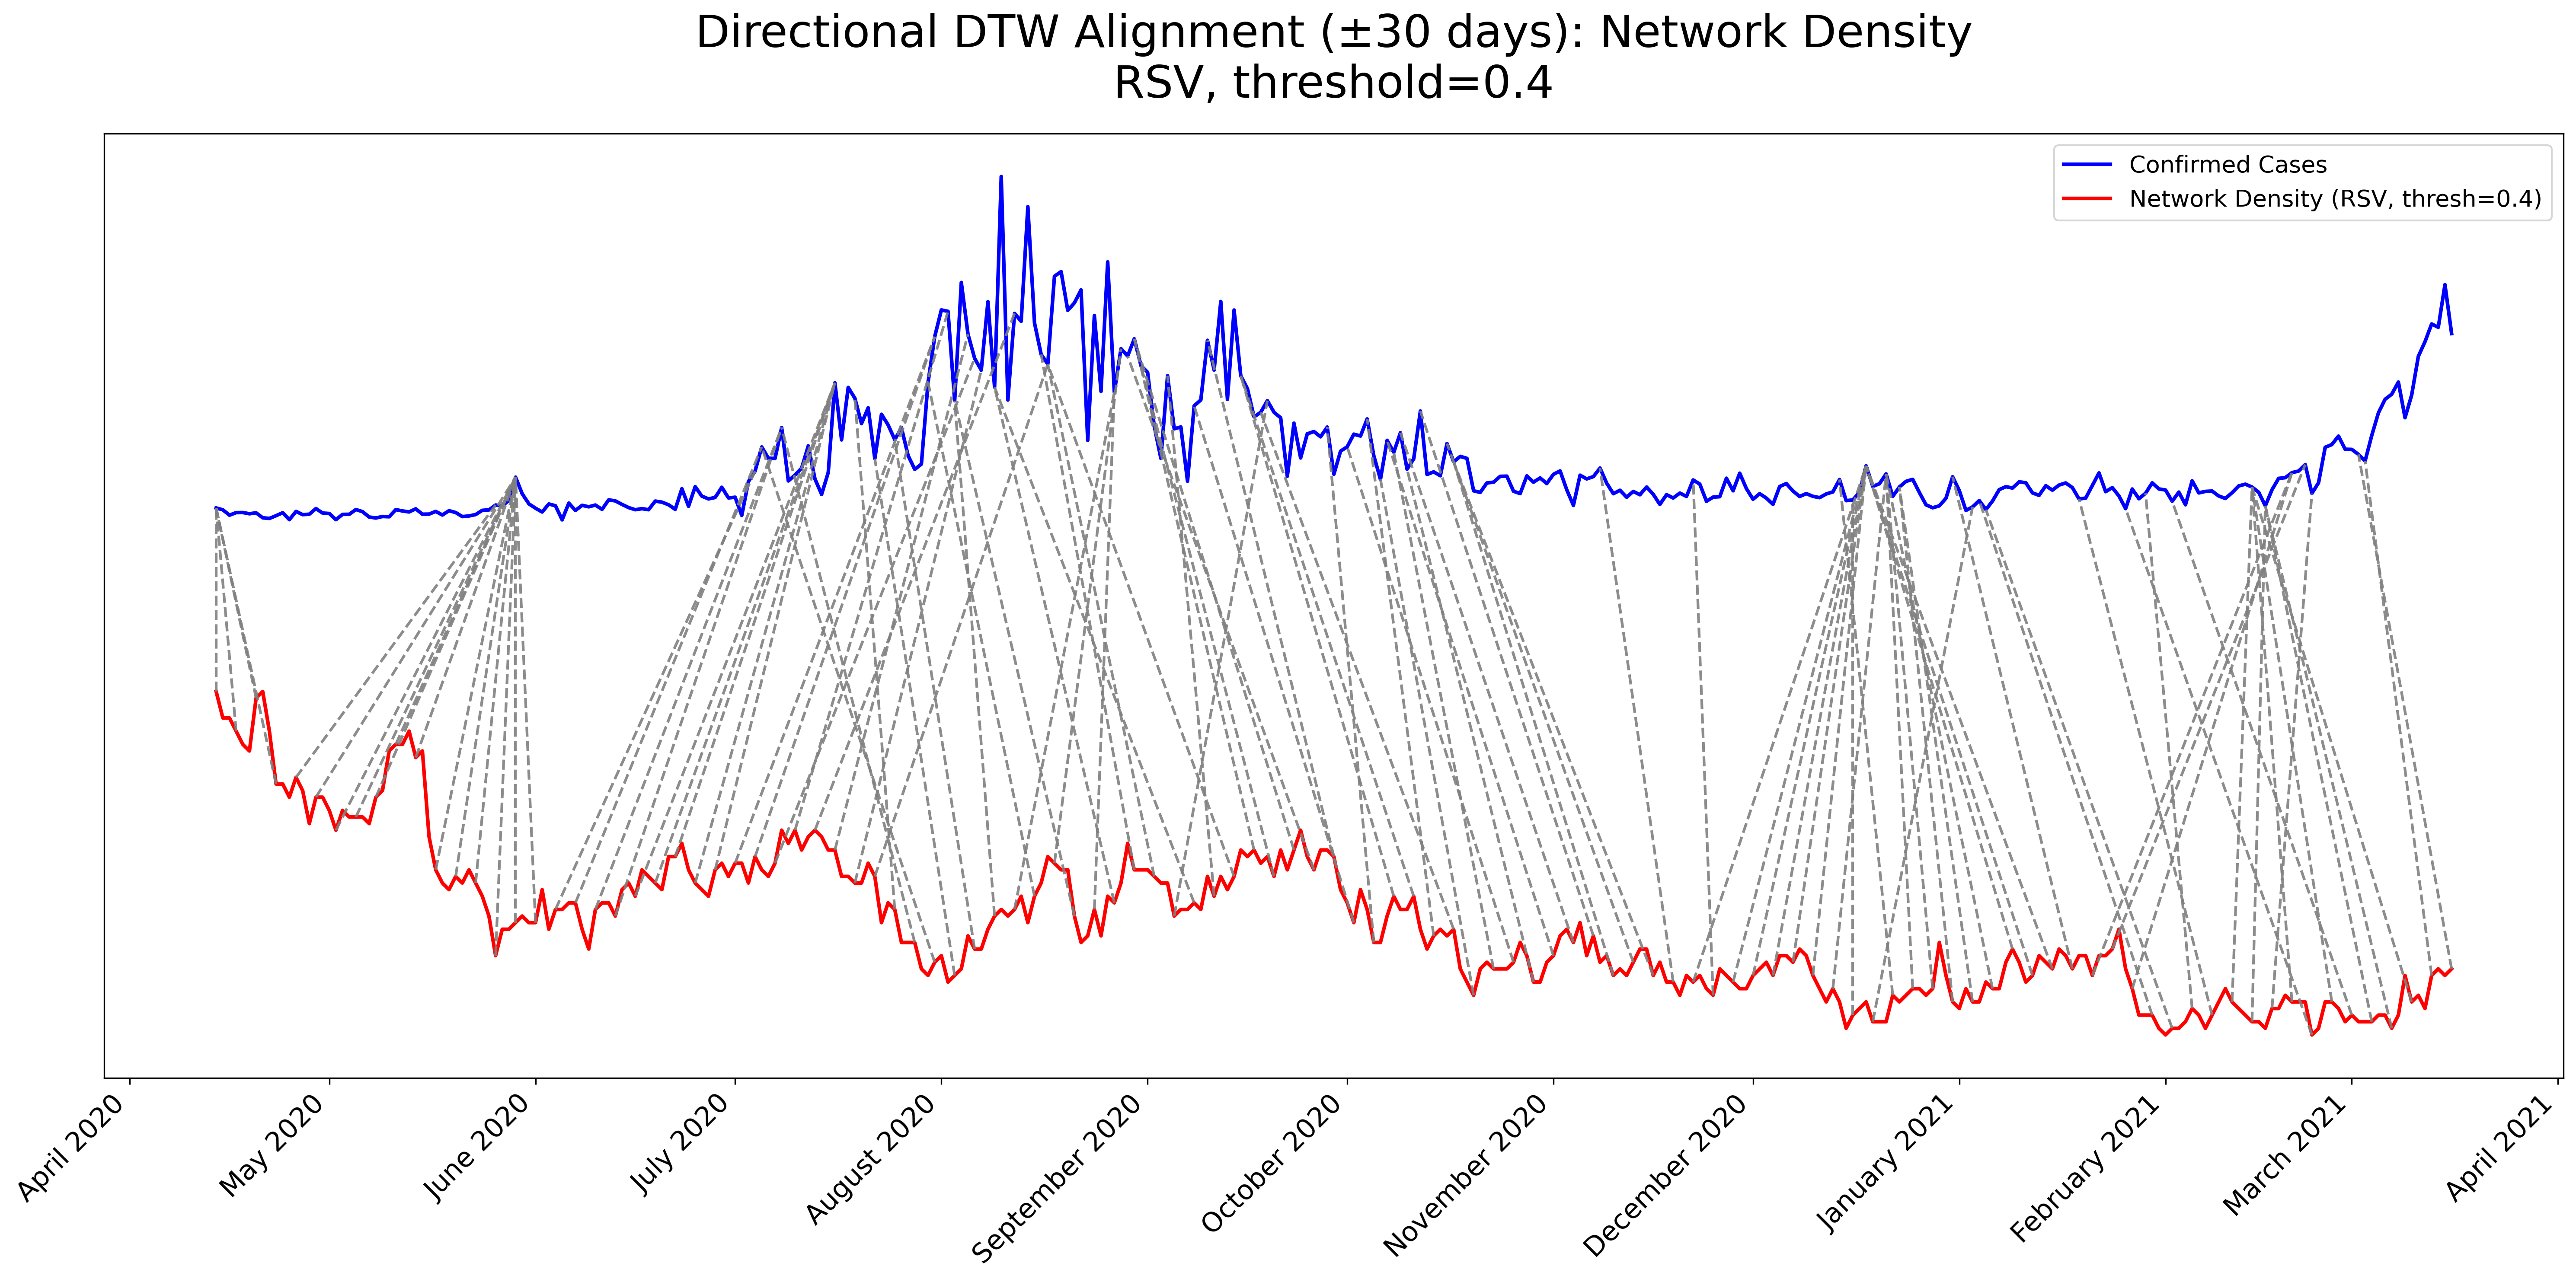 Directional DTW Alignment (±30 days): Network Density
RSV, threshold=0.4
Confirmed Cases
Network Density (RSV, thresh=0.4)
April 2020
May 2020
June 2020
July 2020
August 2020
September 2020
October 2020
November 2020
December 2020
January 2021
February 2021
March 2021
April 2021